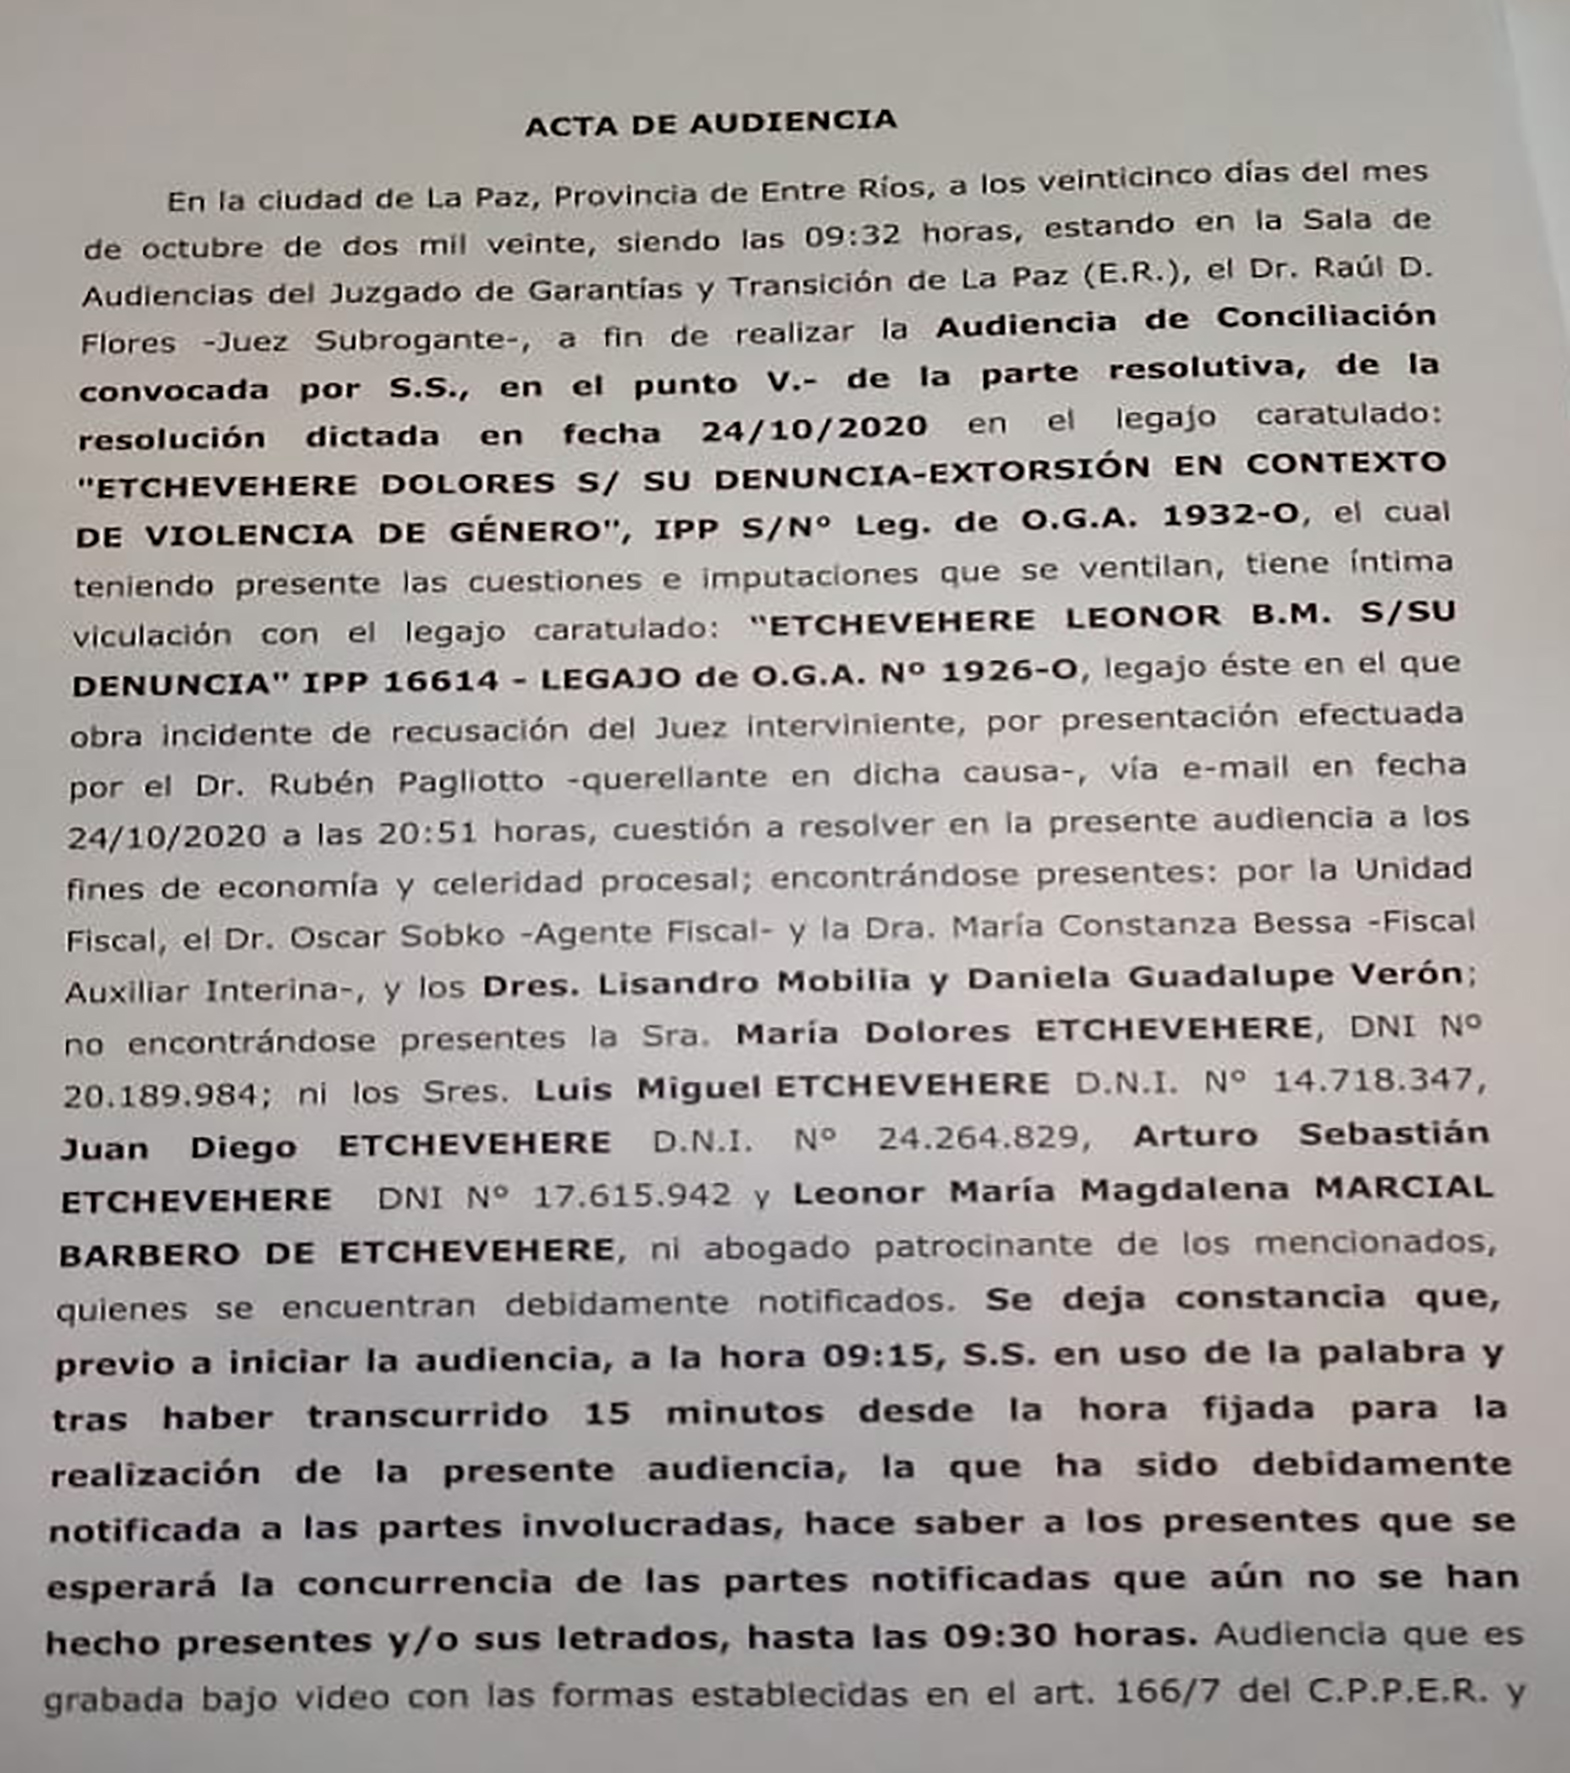 ACTA DE AUDIENCIA
En la ciudad de La Paz, Provincia de Entre Ríos, a los veinticinco días del mes
de octubre de dos mil veinte, siendo las 09:32 horas, estando en la Sala de
Audiencias del Juzgado de Garantías y Transición de La Paz (E.R.), el Dr. Raúl D.
Flores -Juez Subrogante-, a fin de realizar la Audiencia de Conciliación
convocada por S.S., en el punto V.- de la parte resolutiva, de la
resolución dictada en fecha 24/10/2020 en el legajo caratulado:
"ETCHEVEHERE DOLORES S/ SU DENUNCIA-EXTORSIÓN EN CONTEXTO
DE VIOLENCIA DE GÉNERO", IPP S/Nº Leg. de O.G.A. 1932-O, el cual
teniendo presente las cuestiones e imputaciones que se ventilan, tiene íntima
viculación con el legajo caratulado: "ETCHEVEHERE LEONOR B.M. S/SU
DENUNCIA" IPP 16614 - LEGAJO de O.G.A. Nº 1926-O, legajo éste en el que
obra incidente de recusación del Juez interviniente, por presentación efectuada
por el Dr. Rubén Pagliotto -querellante en dicha causa-, vía e-mail en fecha
24/10/2020 a las 20:51 horas, cuestión a resolver en la presente audiencia a los
fines de economía y celeridad procesal; encontrándose presentes: por la Unidad
Fiscal, el Dr. Oscar Sobko -Agente Fiscal- y la Dra. María Constanza Bessa -Fiscal
Auxiliar Interina-, y los Dres. Lisandro Mobilia y Daniela Guadalupe Verón;
no encontrándose presentes la Sra. María Dolores ETCHEVEHERE, DNI Nº
20.189.984; ni los Sres. Luis Miguel ETCHEVEHERE D.N.I. Nº 14.718.347,
Juan Diego ETCHEVEHERE D.N.I. Nº 24.264.829, Arturo Sebastián
ETCHEVEHERE DNI Nº 17.615.942 y Leonor María Magdalena MARCIAL
BARBERO DE ETCHEVEHERE, ni abogado patrocinante de los mencionados,
quienes se encuentran debidamente notificados. Se deja constancia que,
previo a iniciar la audiencia, a la hora 09:15, S.S. en uso de la palabra y
tras haber transcurrido 15 minutos desde la hora fijada para la
realización de la presente audiencia, la que ha sido debidamente
notificada a las partes involucradas, hace saber a los presentes que se
esperará la concurrencia de las partes notificadas que aún no se han
hecho presentes y/o sus letrados, hasta las 09:30 horas. Audiencia que es
grabada bajo video con las formas establecidas en el art. 166/7 del C.P.P.E.R. y